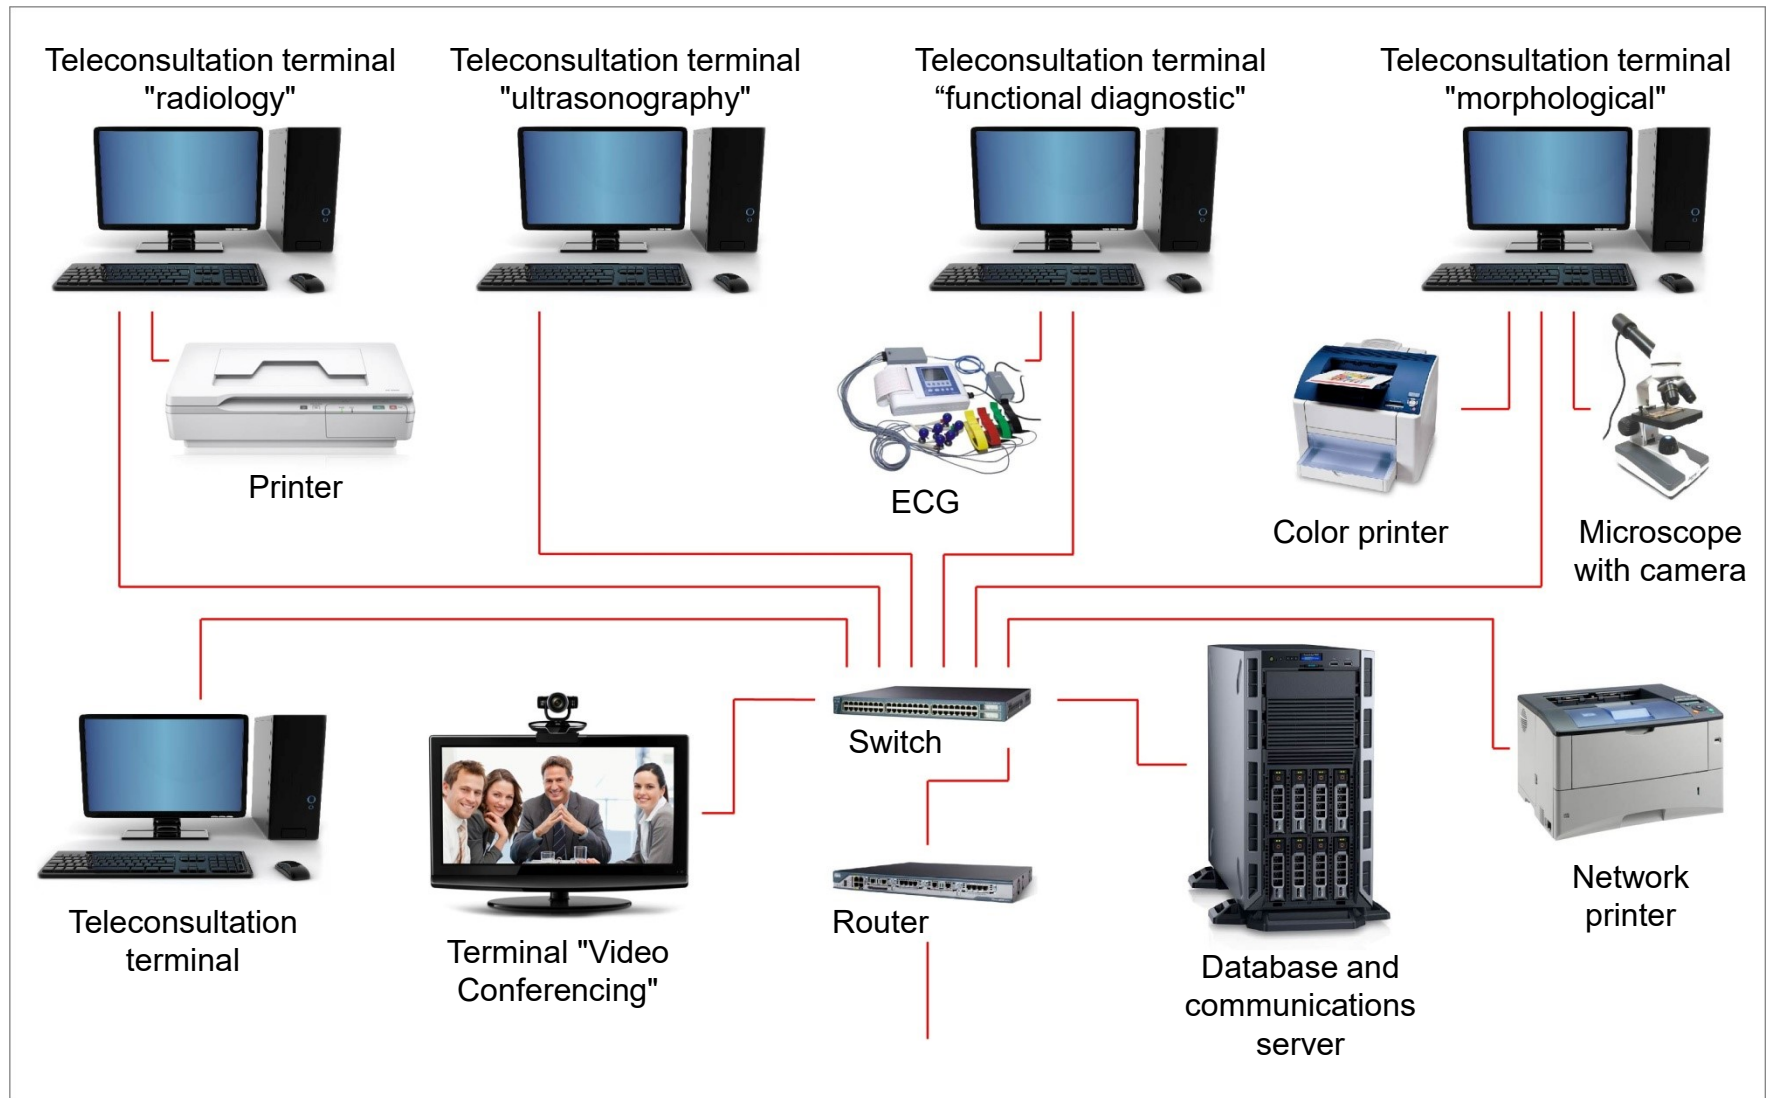 Teleconsultation terminal
"radiology"
Teleconsultation terminal
"ultrasonography"
Teleconsultation terminal
“functional diagnostic"
Teleconsultation terminal
"morphological"
Printer
ECG
Color printer
Microscope
with camera
Switch
Teleconsultation
terminal
Terminal "Video
Conferencing"
Router
Database and
communications
server
Network
printer